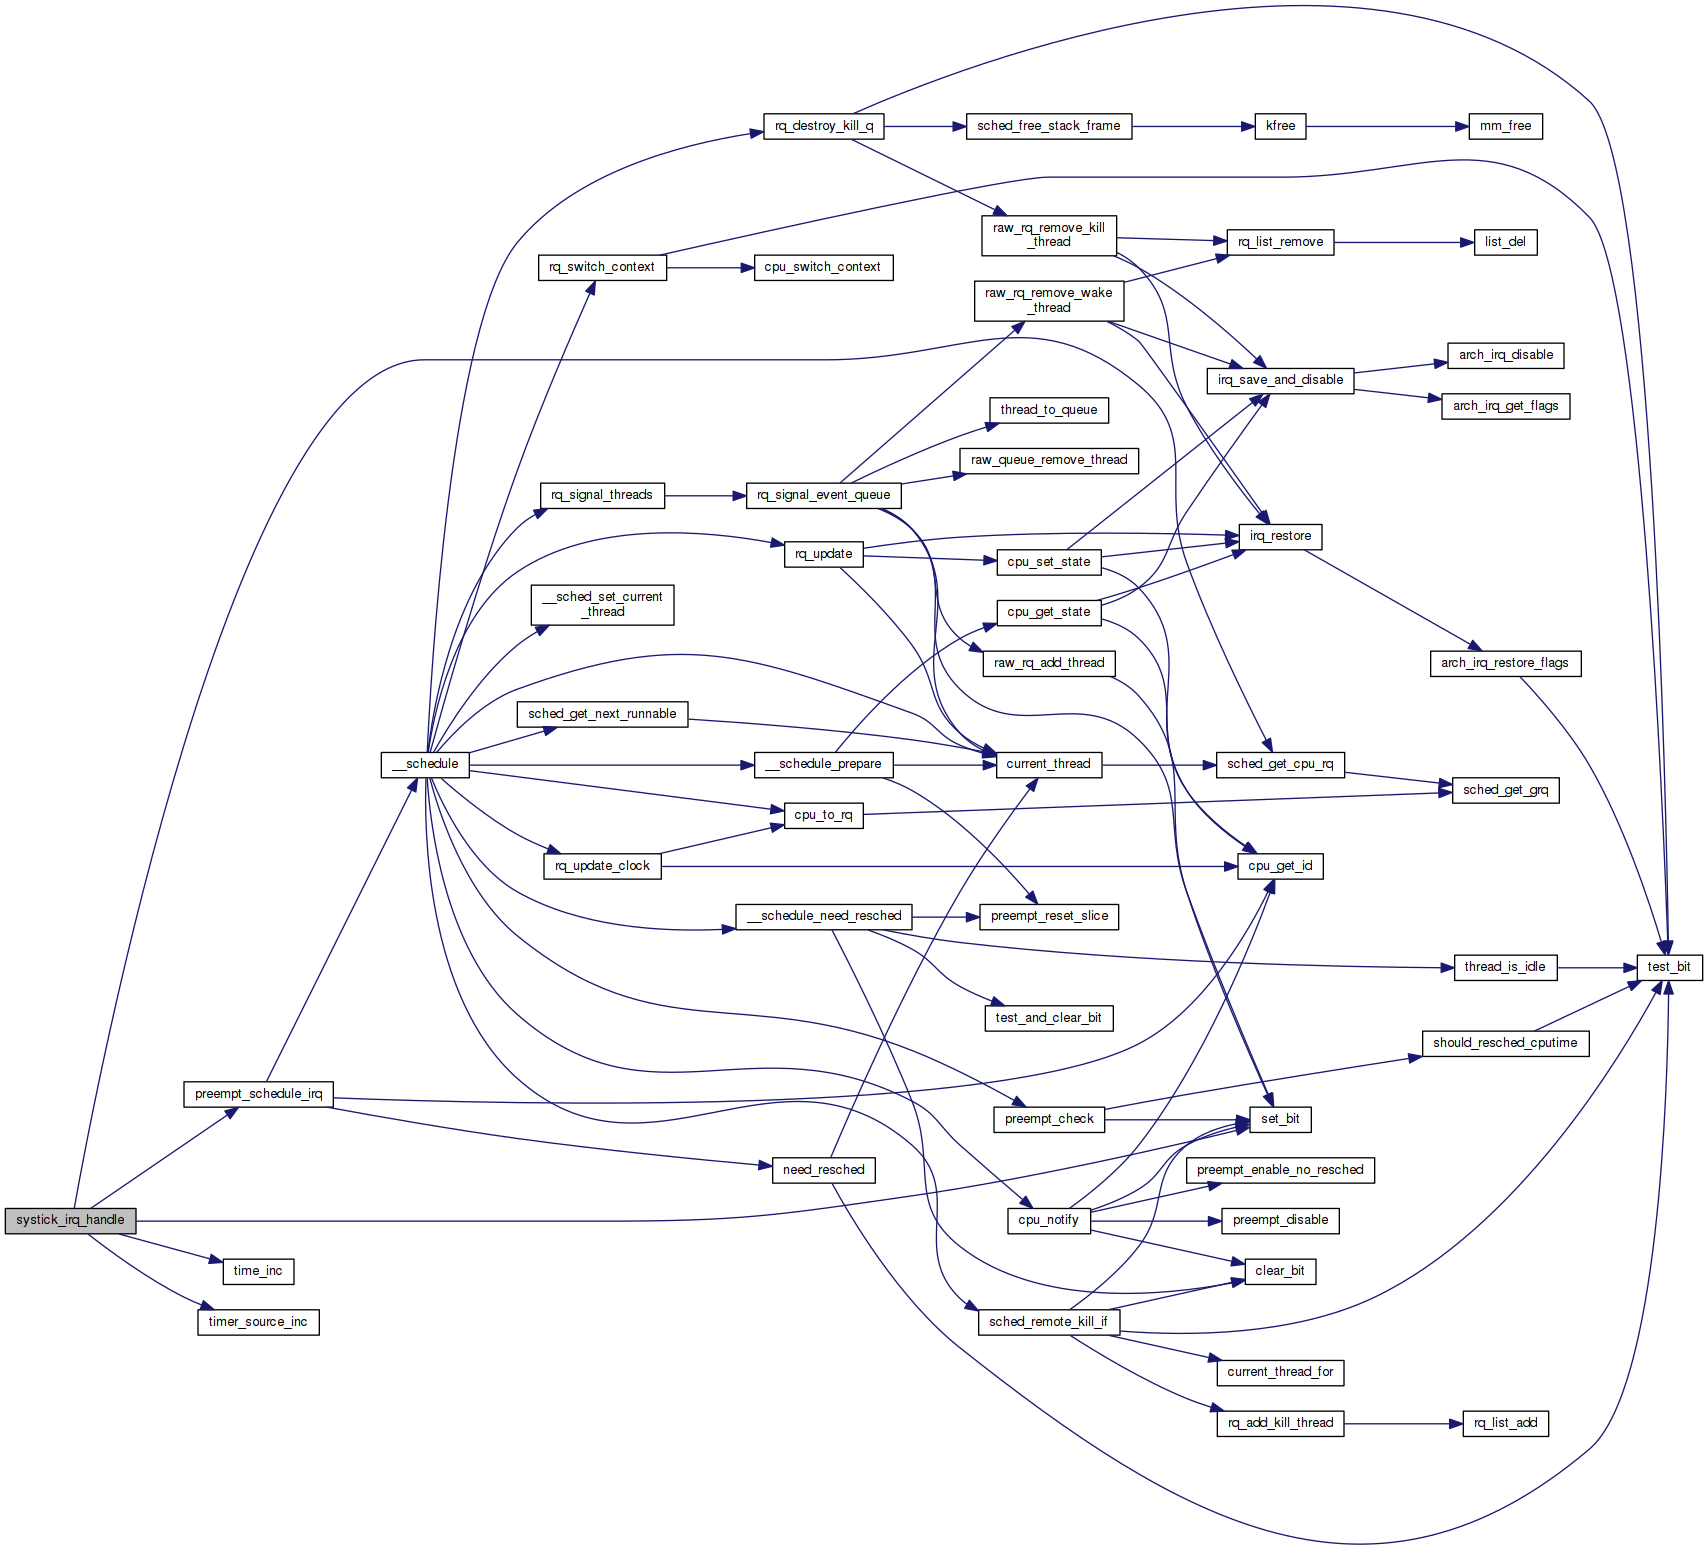 rq_destroy_kill_q
sched_free_stack_frame
kfree
mm_free
raw_rq_remove_kill
_thread
rq_list_remove
list_del
rq_switch_context
cpu_switch_context
raw_rq_remove_wake
_thread
arch_irq_disable
irq_save_and_disable
arch_irq_get_flags
thread_to_queue
raw_queue_remove_thread
rq_signal_threads
rq_signal_event_queue
irq_restore
rq_update
cpu_set_state
__sched_set_current
_thread
cpu_get_state
raw_rq_add_thread
arch_irq_restore_flags
sched_get_next_runnable
__schedule
__schedule_prepare
current_thread
sched_get_cpu_rq
sched_get_grq
cpu_to_rq
rq_update_clock
cpu_get_id
__schedule_need_resched
preempt_reset_slice
thread_is_idle
test_bit
test_and_clear_bit
should_resched_cputime
preempt_schedule_irq
preempt_check
set_bit
need_resched
preempt_enable_no_resched
systick_irq_handle
cpu_notify
preempt_disable
time_inc
clear_bit
timer_source_inc
sched_remote_kill_if
current_thread_for
rq_add_kill_thread
rq_list_add